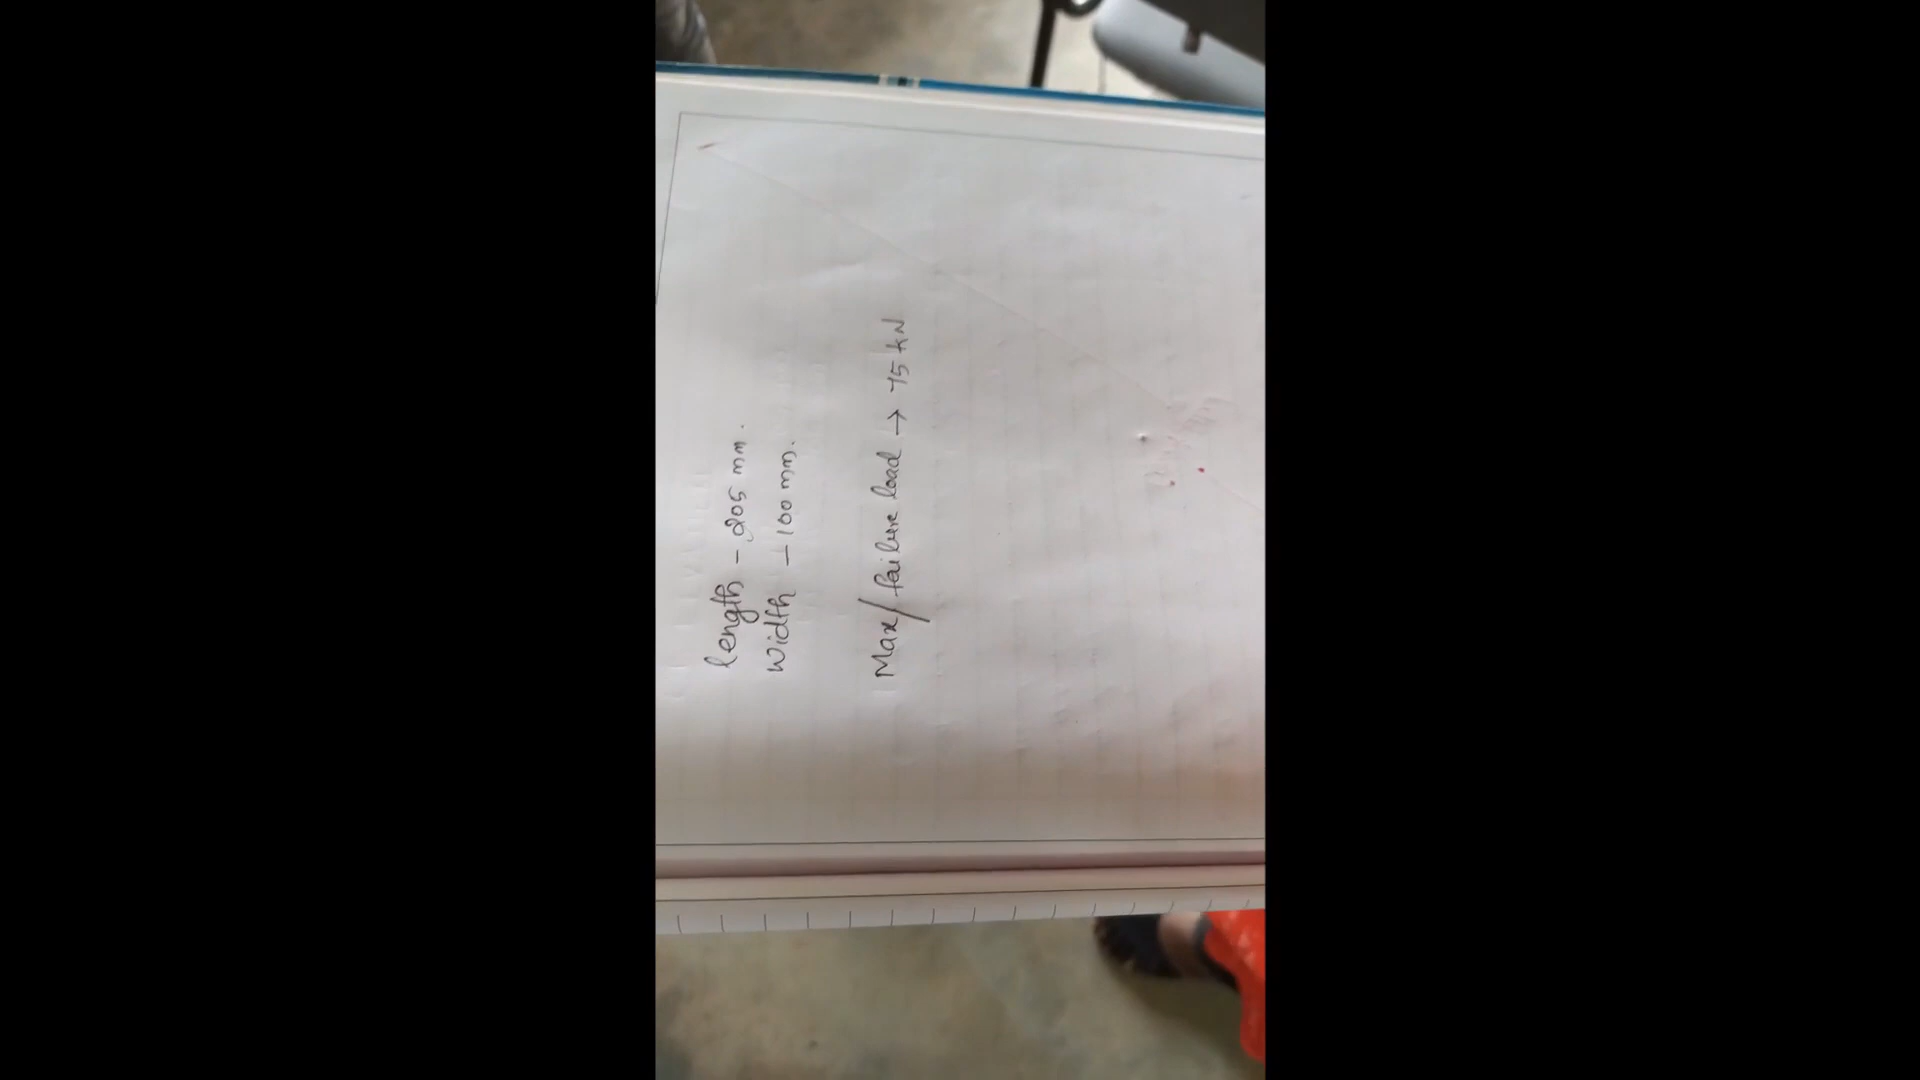 length - 205 mm.
Width - 100 mm.
Max/failure load → 75 kN